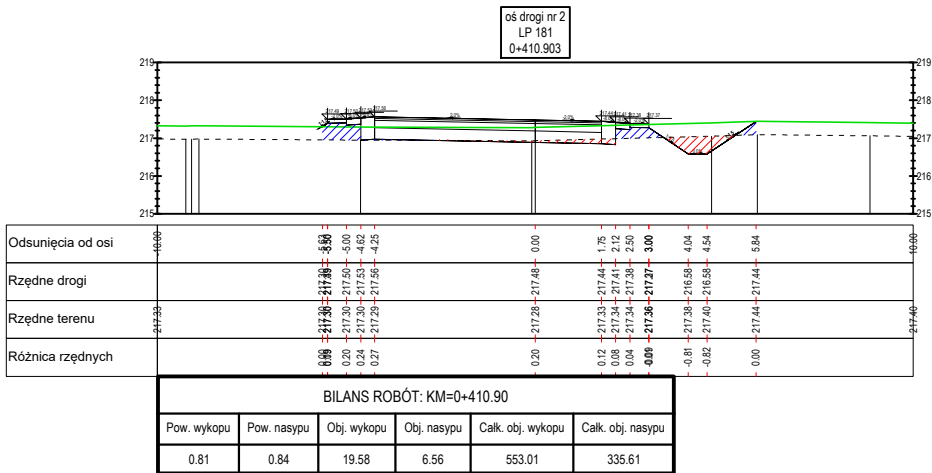 oś drogi nr 2
LP 181
0+410.903
219
219
218
218
217
217
216
216
215
215
Odsunięcia od osi
-10.00 -5.63 -5.50 -5.00 -4.62 -4.25 0.00 1.75 2.12 2.50 3.00 4.04 4.54 5.84 10.00
Rzędne drogi
217.50 217.53 217.56 217.48 217.44 217.41 217.38 217.27 216.58 216.58 217.44
Rzędne terenu
217.33 217.30 217.30 217.30 217.29 217.28 217.33 217.34 217.34 217.36 217.38 217.40 217.44 217.40
Różnica rzędnych
0.20 0.24 0.27 0.20 0.12 0.08 0.04 -0.09 -0.81 -0.82 0.00
BILANS ROBÓT: KM=0+410.90
Pow. wykopu Pow. nasypu Obj. wykopu Obj. nasypu Całk. obj. wykopu Całk. obj. nasypu
0.81 0.84 19.58 6.56 553.01 335.61